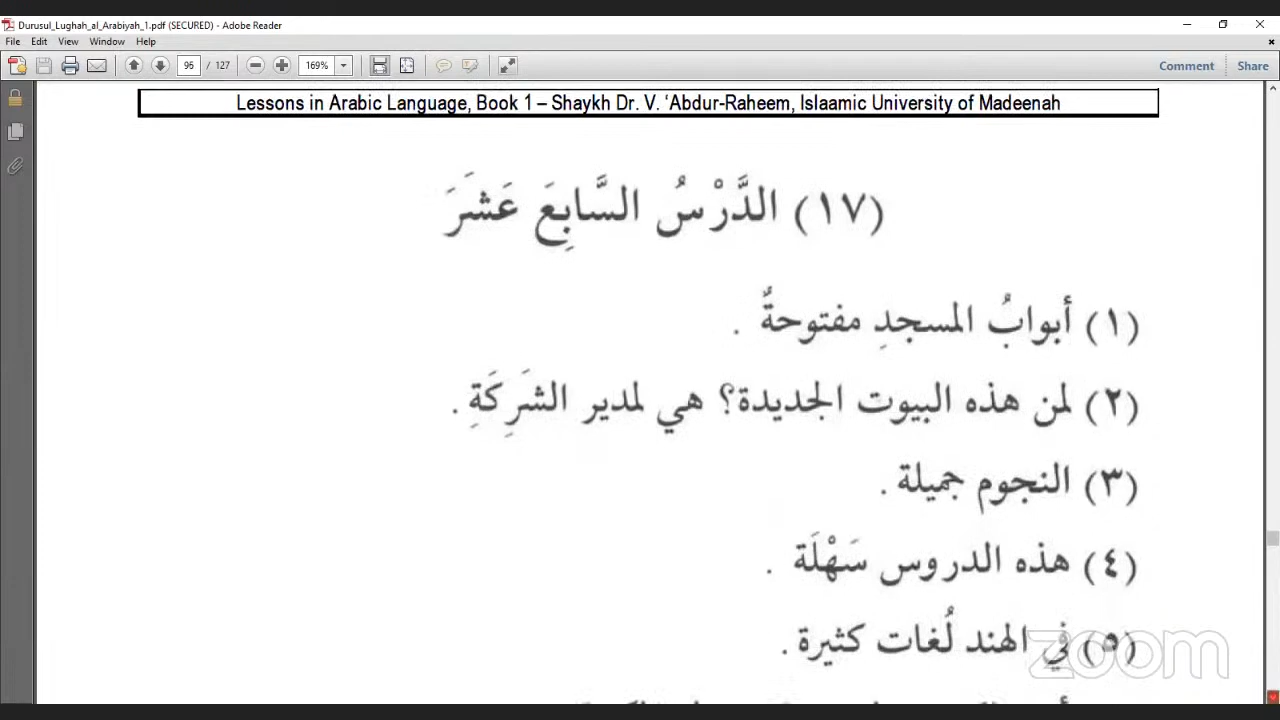 Durusul_Lughah_al_Arabiyah_1.pdf (SECURED) - Adobe Reader
File Edit View Window Help
95 / 127 169% Comment Share
Lessons in Arabic Language, Book 1 – Shaykh Dr. V. ‘Abdur-Raheem, Islaamic University of Madeenah
(١٧) الدَّرْسُ السَّابِعَ عَشَرَ
(١) أبوابُ المسجدِ مفتوحةٌ .
(٢) لمن هذه البيوت الجديدة؟ هي لمدير الشَرِكَةِ .
(٣) النجوم جميلة .
(٤) هذه الدروس سَهْلَة .
(٥) في الهند لُغات كثيرة .
zoom